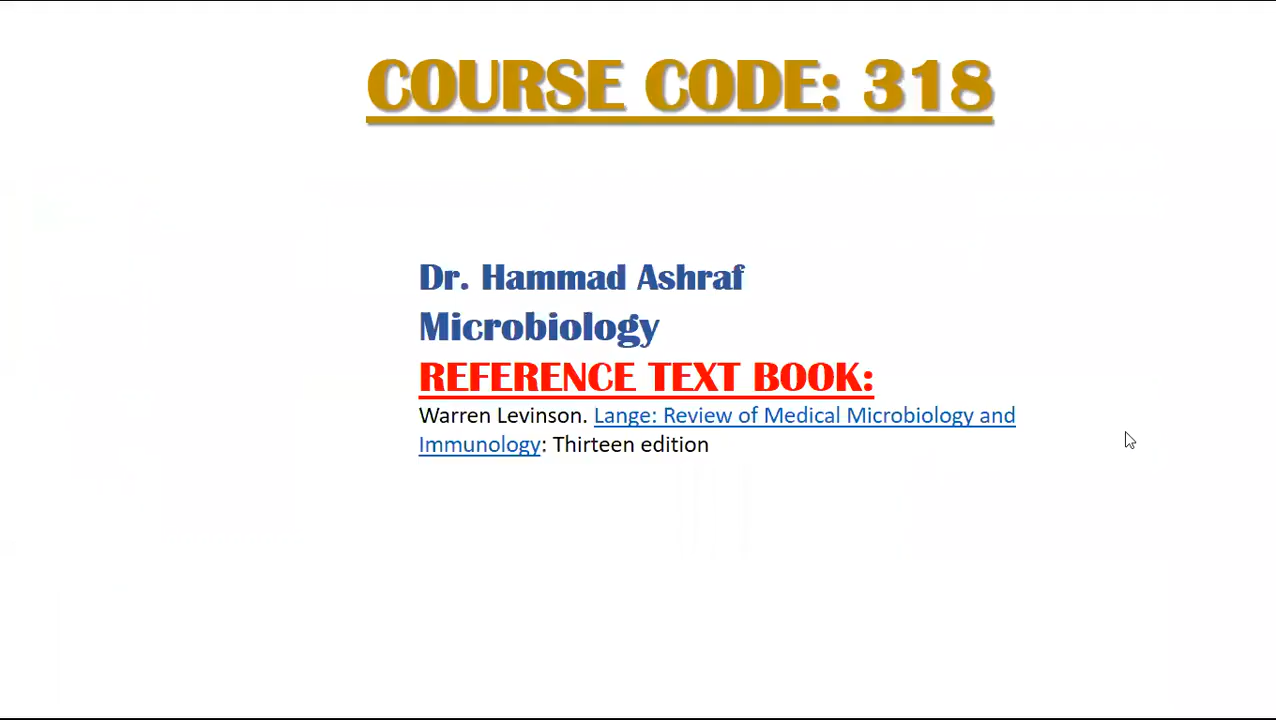 COURSE CODE: 318
Dr. Hammad Ashraf
Microbiology
REFERENCE TEXT BOOK:
Warren Levinson. Lange: Review of Medical Microbiology and
Immunology: Thirteen edition